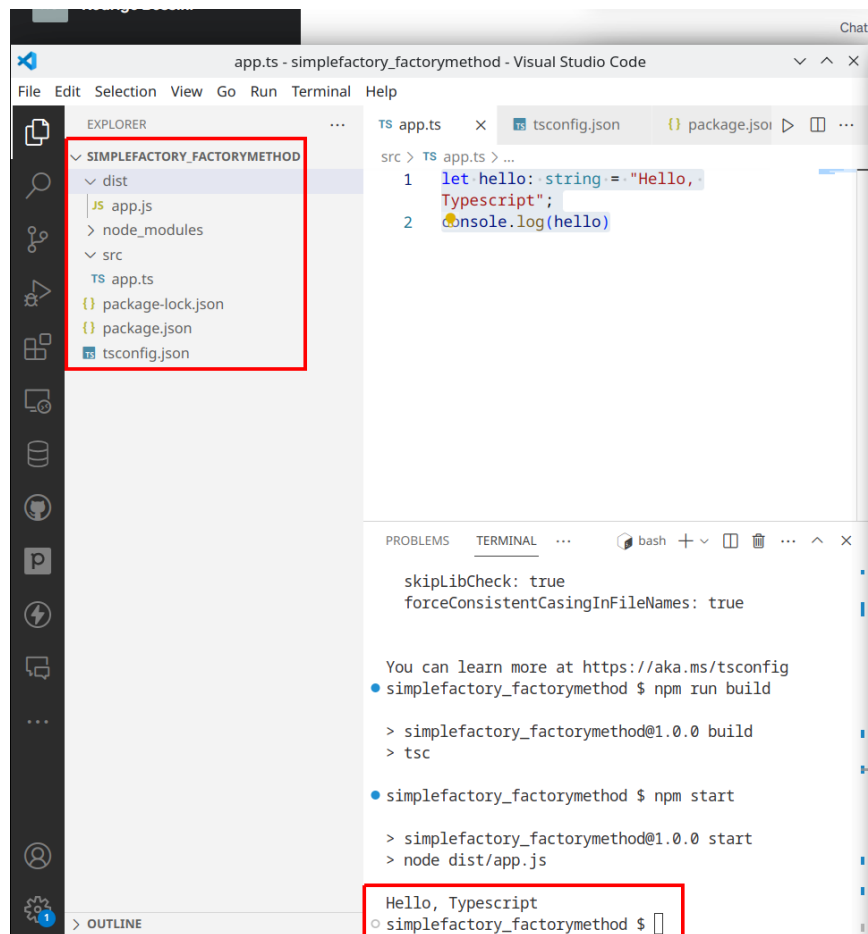 Chat
app.ts - simplefactory_factorymethod - Visual Studio Code
File Edit Selection View Go Run Terminal Help
EXPLORER
SIMPLEFACTORY_FACTORYMETHOD
dist
JS app.js
node_modules
src
TS app.ts
{} package-lock.json
{} package.json
TS tsconfig.json
OUTLINE
1
TS app.ts
TS tsconfig.json
{} package.json
src > TS app.ts > ...
1 let hello: string = "Hello,
Typescript";
2 console.log(hello)
PROBLEMS TERMINAL ... bash
skipLibCheck: true
forceConsistentCasingInFileNames: true
You can learn more at https://aka.ms/tsconfig
simplefactory_factorymethod $ npm run build
> simplefactory_factorymethod@1.0.0 build
> tsc
simplefactory_factorymethod $ npm start
> simplefactory_factorymethod@1.0.0 start
> node dist/app.js
Hello, Typescript
simplefactory_factorymethod $